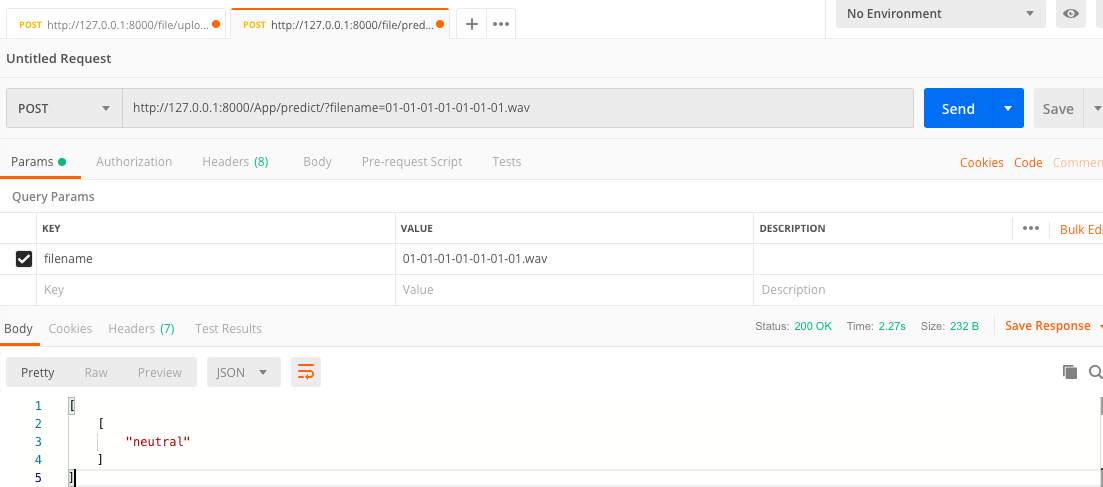 POST http://127.0.0.1:8000/file/uplo... POST http://127.0.0.1:8000/file/pred... + ••• No Environment
Untitled Request
POST http://127.0.0.1:8000/App/predict/?filename=01-01-01-01-01-01-01.wav Send Save
Params Authorization Headers (8) Body Pre-request Script Tests Cookies Code Commen
Query Params
KEY VALUE DESCRIPTION ••• Bulk Edi
filename 01-01-01-01-01-01-01.wav
Key Value Description
Body Cookies Headers (7) Test Results Status: 200 OK Time: 2.27s Size: 232 B Save Response
Pretty Raw Preview JSON
1 [
2 [
3 "neutral"
4 ]
5 ]